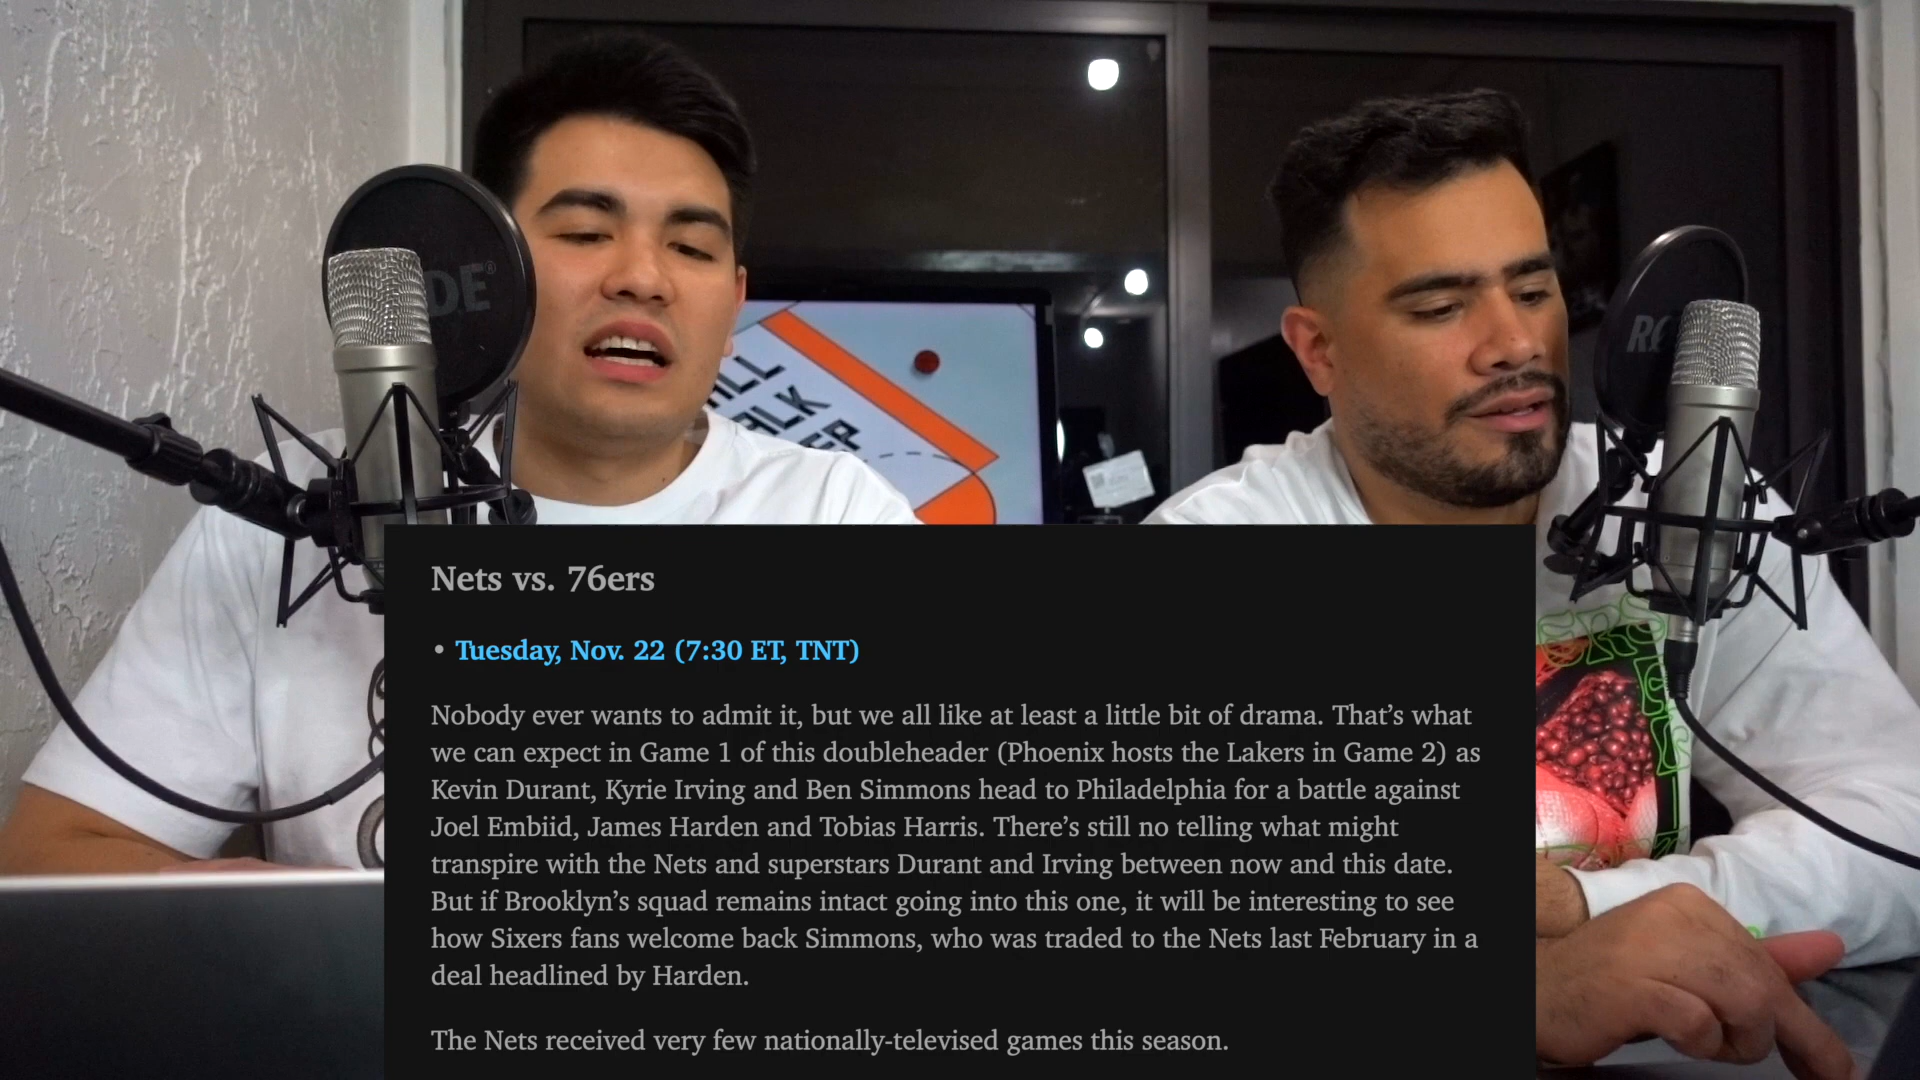 DE®
ALK
Nets vs. 76ers
• Tuesday, Nov. 22 (7:30 ET, TNT)
Nobody ever wants to admit it, but we all like at least a little bit of drama. That’s what
we can expect in Game 1 of this doubleheader (Phoenix hosts the Lakers in Game 2) as
Kevin Durant, Kyrie Irving and Ben Simmons head to Philadelphia for a battle against
Joel Embiid, James Harden and Tobias Harris. There’s still no telling what might
transpire with the Nets and superstars Durant and Irving between now and this date.
But if Brooklyn’s squad remains intact going into this one, it will be interesting to see
how Sixers fans welcome back Simmons, who was traded to the Nets last February in a
deal headlined by Harden.
The Nets received very few nationally-televised games this season.